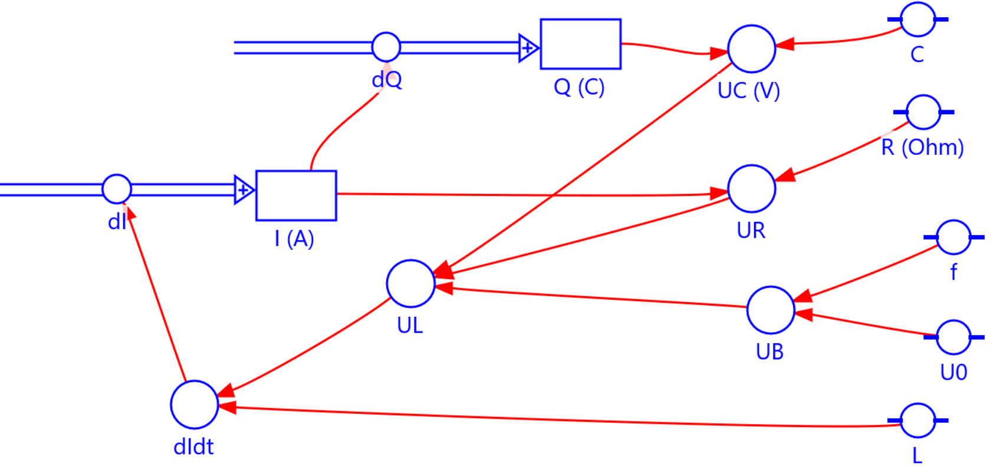 C
dQ
Q (C)
UC (V)
R (Ohm)
dI
I (A)
UR
f
UL
UB
U0
dIdt
L